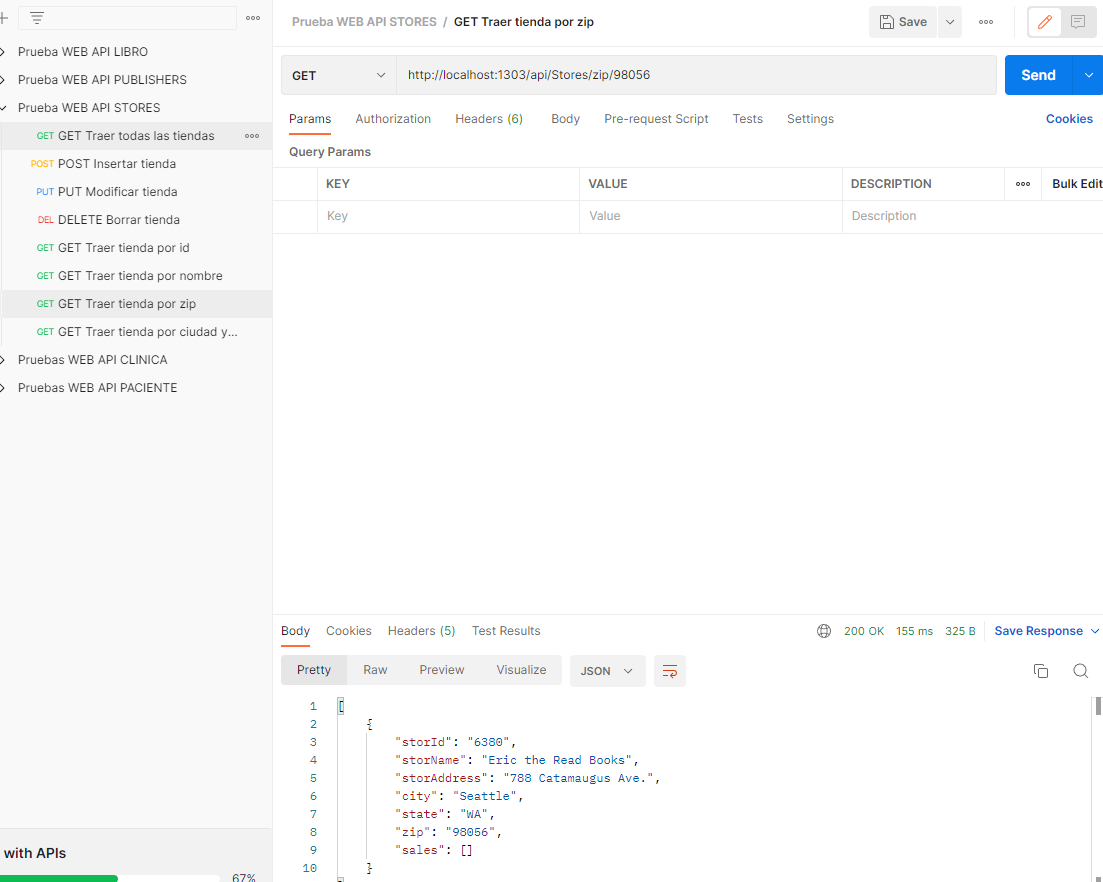 Prueba WEB API STORES / GET Traer tienda por zip
Save
Prueba WEB API LIBRO
Prueba WEB API PUBLISHERS
Prueba WEB API STORES
GET GET Traer todas las tiendas
POST POST Insertar tienda
PUT PUT Modificar tienda
DEL DELETE Borrar tienda
GET GET Traer tienda por id
GET GET Traer tienda por nombre
GET GET Traer tienda por zip
GET GET Traer tienda por ciudad y...
Pruebas WEB API CLINICA
Pruebas WEB API PACIENTE
with APIs
67%
GET http://localhost:1303/api/Stores/zip/98056 Send
Params Authorization Headers (6) Body Pre-request Script Tests Settings Cookies
Query Params
KEY VALUE DESCRIPTION Bulk Edit
Key Value Description
Body Cookies Headers (5) Test Results 200 OK 155 ms 325 B Save Response
Pretty Raw Preview Visualize JSON
1 [
2 {
3 "storId": "6380",
4 "storName": "Eric the Read Books",
5 "storAddress": "788 Catamaugus Ave.",
6 "city": "Seattle",
7 "state": "WA",
8 "zip": "98056",
9 "sales": []
10 }